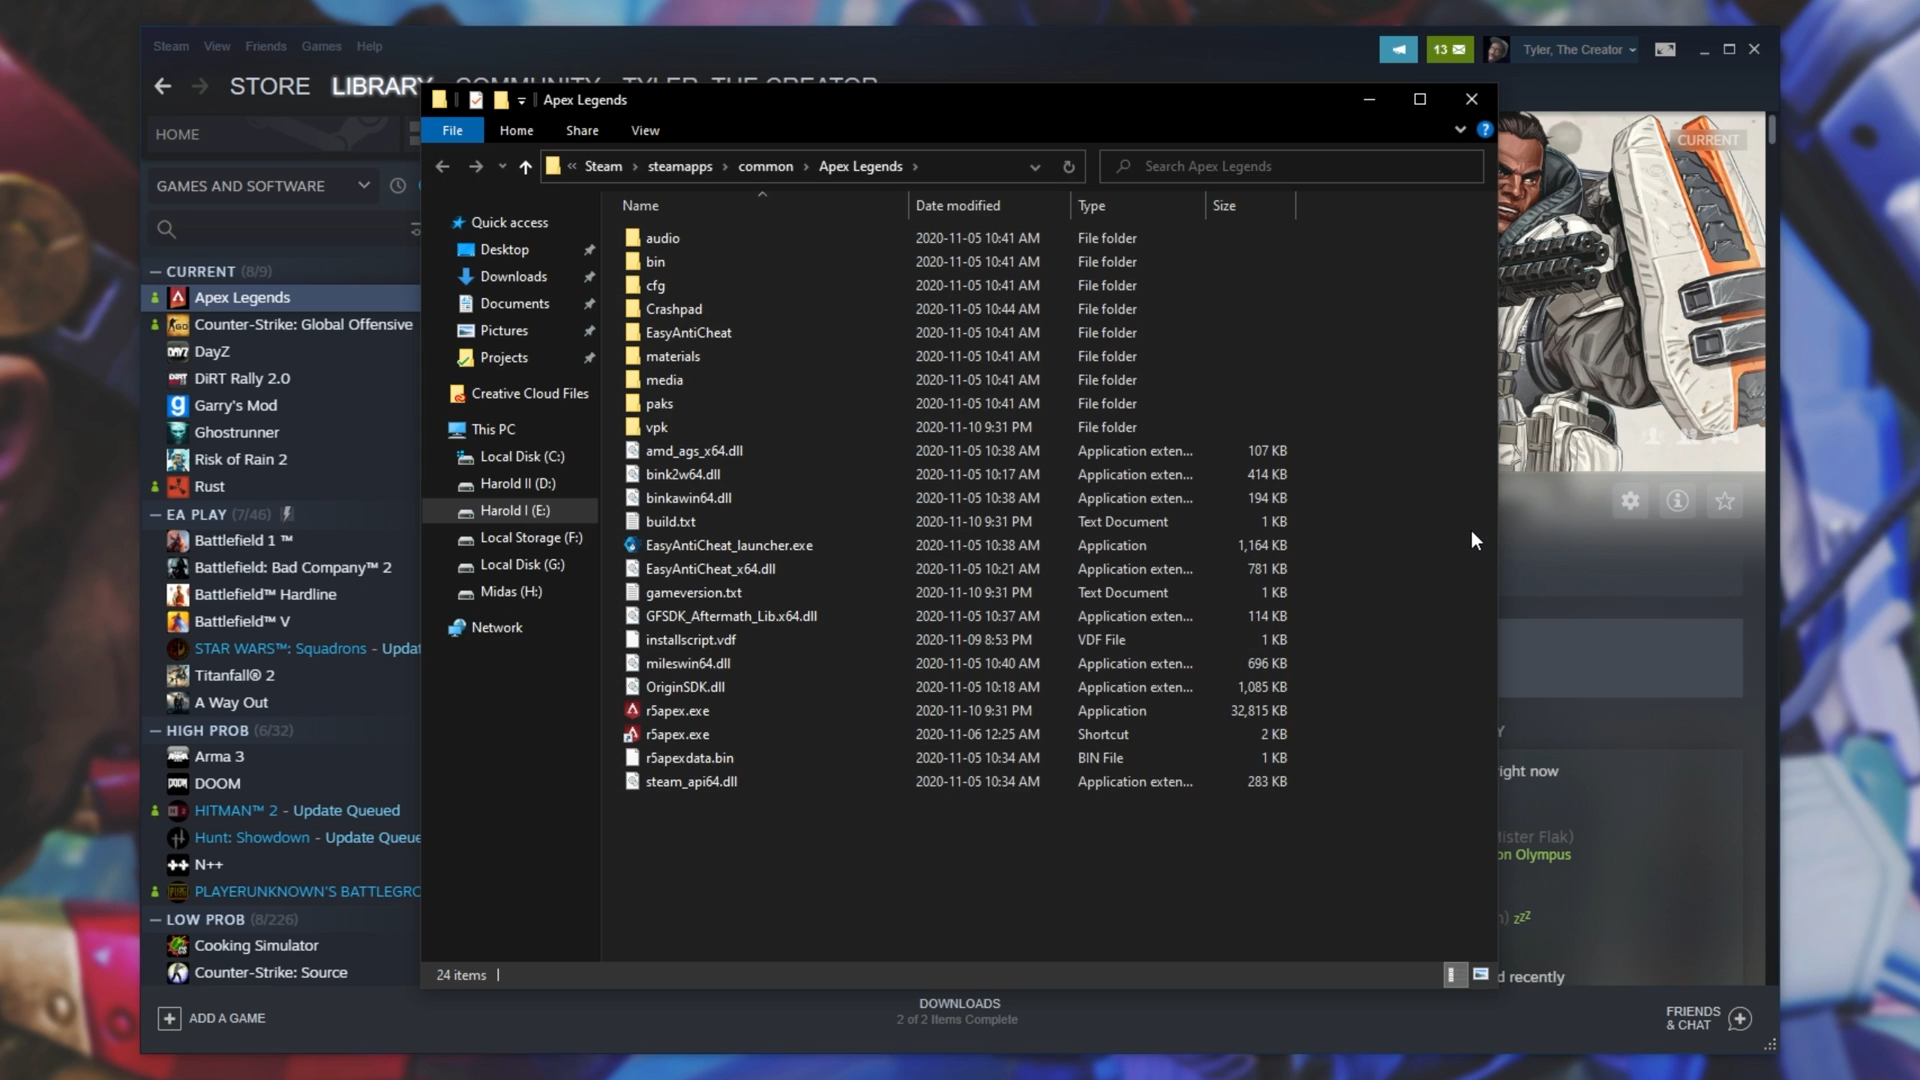 Steam View Friends Games Help
13
Tyler, The Creator
STORE LIBRARY COMMUNITY TYLER, THE CREATOR
HOME
GAMES AND SOFTWARE
CURRENT (8/9)
Apex Legends
Counter-Strike: Global Offensive
DayZ
DiRT Rally 2.0
Garry's Mod
Ghostrunner
Risk of Rain 2
Rust
EA PLAY (7/46)
Battlefield 1 ™
Battlefield: Bad Company™ 2
Battlefield™ Hardline
Battlefield™ V
STAR WARS™: Squadrons - Updat
Titanfall® 2
A Way Out
HIGH PROB (6/32)
Arma 3
DOOM
HITMAN™ 2 - Update Queued
Hunt: Showdown - Update Queue
N++
PLAYERUNKNOWN'S BATTLEGRO
LOW PROB (8/226)
Cooking Simulator
Counter-Strike: Source
ADD A GAME
Apex Legends
File Home Share View
« Steam › steamapps › common › Apex Legends ›
Search Apex Legends
Quick access
Desktop
Downloads
Documents
Pictures
Projects
Creative Cloud Files
This PC
Local Disk (C:)
Harold II (D:)
Harold I (E:)
Local Storage (F:)
Local Disk (G:)
Midas (H:)
Network
Name Date modified Type Size
audio 2020-11-05 10:41 AM File folder
bin 2020-11-05 10:41 AM File folder
cfg 2020-11-05 10:41 AM File folder
Crashpad 2020-11-05 10:44 AM File folder
EasyAntiCheat 2020-11-05 10:41 AM File folder
materials 2020-11-05 10:41 AM File folder
media 2020-11-05 10:41 AM File folder
paks 2020-11-05 10:41 AM File folder
vpk 2020-11-10 9:31 PM File folder
amd_ags_x64.dll 2020-11-05 10:38 AM Application exten... 107 KB
bink2w64.dll 2020-11-05 10:17 AM Application exten... 414 KB
binkawin64.dll 2020-11-05 10:38 AM Application exten... 194 KB
build.txt 2020-11-10 9:31 PM Text Document 1 KB
EasyAntiCheat_launcher.exe 2020-11-05 10:38 AM Application 1,164 KB
EasyAntiCheat_x64.dll 2020-11-05 10:21 AM Application exten... 781 KB
gameversion.txt 2020-11-10 9:31 PM Text Document 1 KB
GFSDK_Aftermath_Lib.x64.dll 2020-11-05 10:37 AM Application exten... 114 KB
installscript.vdf 2020-11-09 8:53 PM VDF File 1 KB
mileswin64.dll 2020-11-05 10:40 AM Application exten... 696 KB
OriginSDK.dll 2020-11-05 10:18 AM Application exten... 1,085 KB
r5apex.exe 2020-11-10 9:31 PM Application 32,815 KB
r5apex.exe 2020-11-06 12:25 AM Shortcut 2 KB
r5apexdata.bin 2020-11-05 10:34 AM BIN File 1 KB
steam_api64.dll 2020-11-05 10:34 AM Application exten... 283 KB
24 items
CURRENT
Y
ight now
ister Flak)
on Olympus
) zzz
d recently
DOWNLOADS
2 of 2 Items Complete
FRIENDS
& CHAT